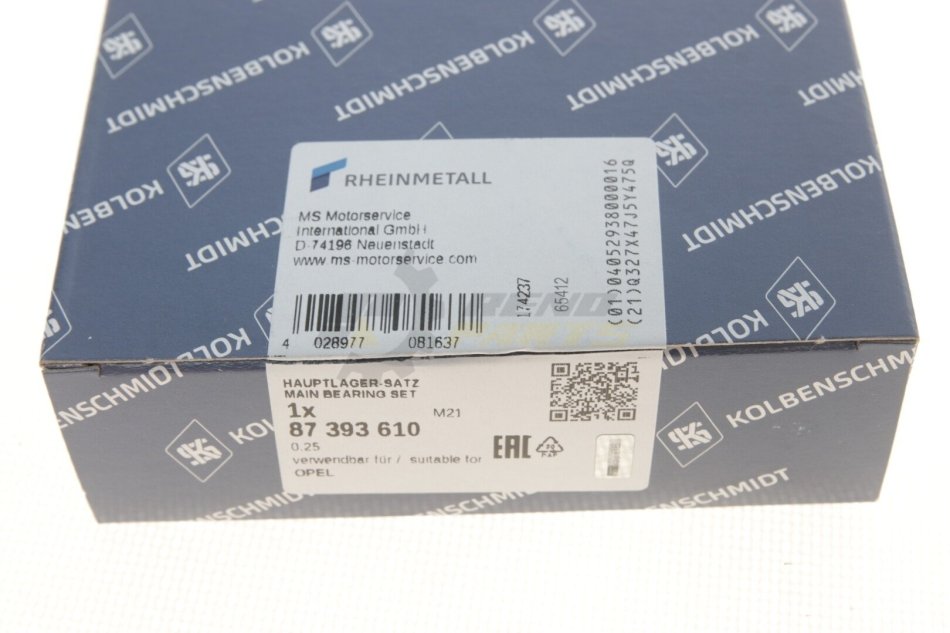 KOLBENSCHMIDT
KOLBENSCHMIDT
KOLBENSCHMIDT
KOLBENSCHMIDT
RHEINMETALL
MS Motorservice
International GmbH
D-74196 Neuenstadt
www.ms-motorservice.com
4 028977 081637
174237
65412
(01)04052938000016
(21)Q327X47J5Y475Q
HAUPTLAGER-SATZ
MAIN BEARING SET
1x
M21
87 393 610
0.25
verwendbar für / suitable for
OPEL
EAC
20
PAP
KOLBENSCHMIDT
KOLBENSCHMIDT